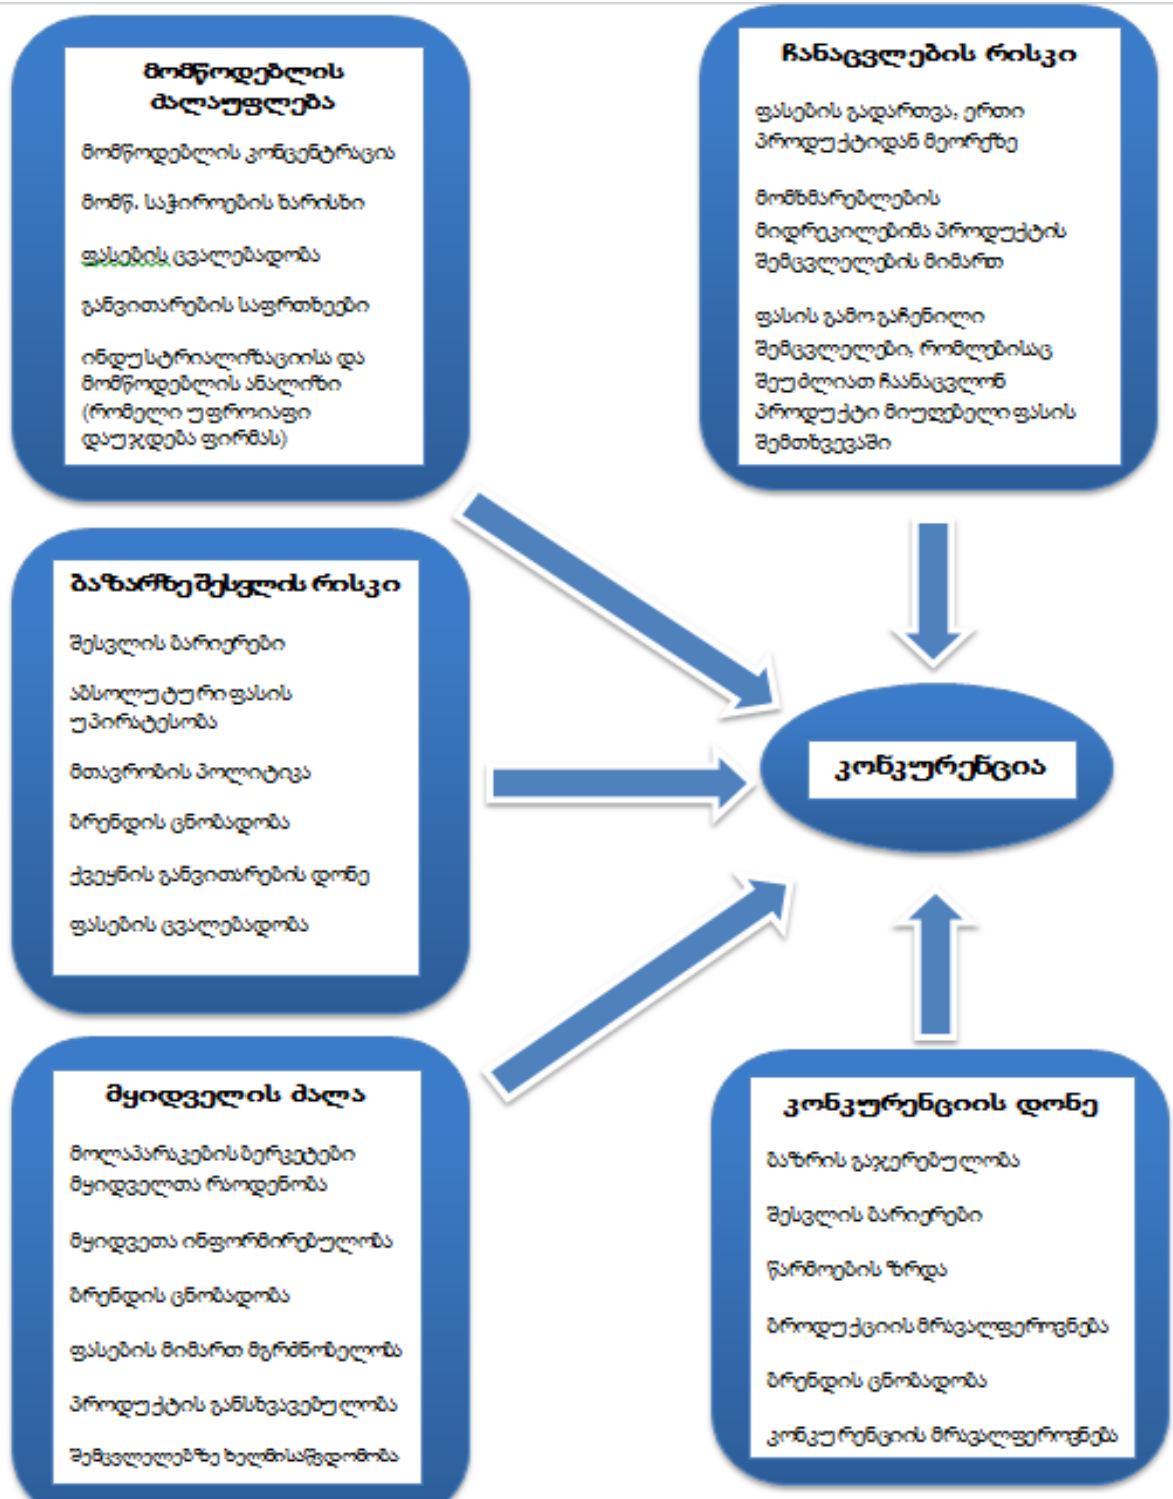 მომწოდებლის
ძალაუფლება
მომწოდებლის კონცენტრაცია
მომწ. საჭიროების ხარისხი
ფასების ცვალებადობა
განვითარების საფრთხეები
ინდუსტრიალიზაციისა და
მომწოდებლის ანალიზი
(რომელი უფროიაფი
დაუჯდება ფირმას)
ჩანაცვლების რისკი
ფასების გადართვა, ერთი
პროდუქტიდან მეორეზე
მომხმარებლების
მიდრეკილებიმა პროდუქტის
შემცვლელების მიმართ
ფასის გამო გაჩენილი
შემცვლელები, რომლებისაც
შეუძლიათ ჩაანაცვლონ
პროდუქტი მიუღებელი ფასის
შემთხვევაში
ბაზარზე შესვლის რისკი
შესვლის ბარიერები
აბსოლუტური ფასის
უპირატესობა
მთავრობის პოლიტიკა
ბრენდის ცნობადობა
ქვეყნის განვითარების დონე
ფასების ცვალებადობა
კონკურენცია
მყიდველის ძალა
მოლაპარაკების ბერკეტები
მყიდველთა რაოდენობა
მყიდვეთა ინფორმირებულობა
ბრენდის ცნობადობა
ფასების მიმართ მგრძნობელობა
პროდუქტის განსხვავებულობა
შემცვლელებზე ხელმისაწვდომობა
კონკურენციის დონე
ბაზრის გაჯერებულობა
შესვლის ბარიერები
წარმოების ზრდა
ბროდუქციის მრავალფეროვნება
ბრენდის ცნობადობა
კონკურენციის მრავალფეროვნება